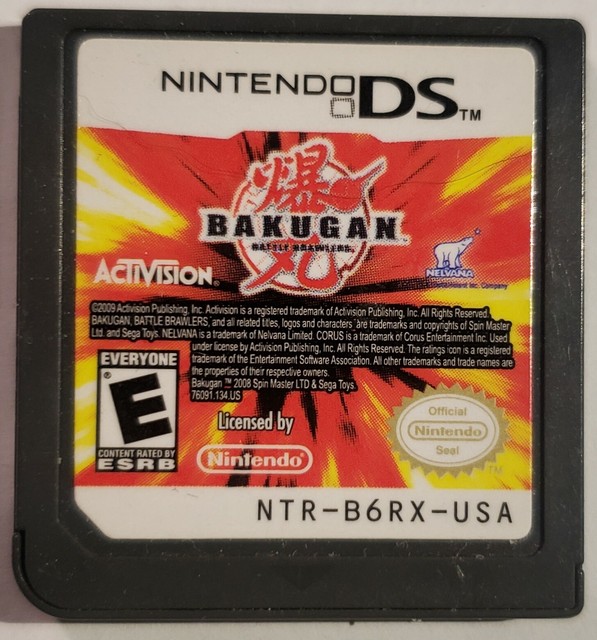 NINTENDO DS™
爆
BAKUGAN™
BATTLE BRAWLERS
丸
ACTIVISION®
NELVANA
Entertainment Inc. Company
©2009 Activision Publishing, Inc. Activision is a registered trademark of Activision Publishing, Inc. All Rights Reserved.
BAKUGAN, BATTLE BRAWLERS, and all related titles, logos and characters are trademarks and copyrights of Spin Master
Ltd. and Sega Toys. NELVANA is a trademark of Nelvana Limited. CORUS is a trademark of Corus Entertainment Inc. Used
under license by Activision Publishing, Inc. All Rights Reserved. The ratings icon is a registered
trademark of the Entertainment Software Association. All other trademarks and trade names are
the properties of their respective owners.
Bakugan ™ 2008 Spin Master LTD & Sega Toys.
76091.134.US
EVERYONE
E®
CONTENT RATED BY
ESRB
Licensed by
Nintendo®
Official
Nintendo
Seal
™
NTR-B6RX-USA